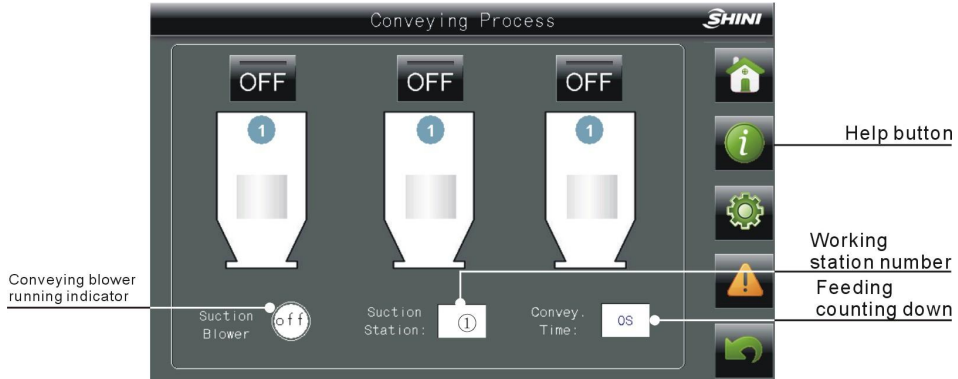 Conveying Process
SHINI
OFF
OFF
OFF
1
1
1
i
Help button
Working
station number
Feeding
counting down
Conveying blower
running indicator
Suction
Blower
off
Suction
Station:
①
Convey.
Time:
0S